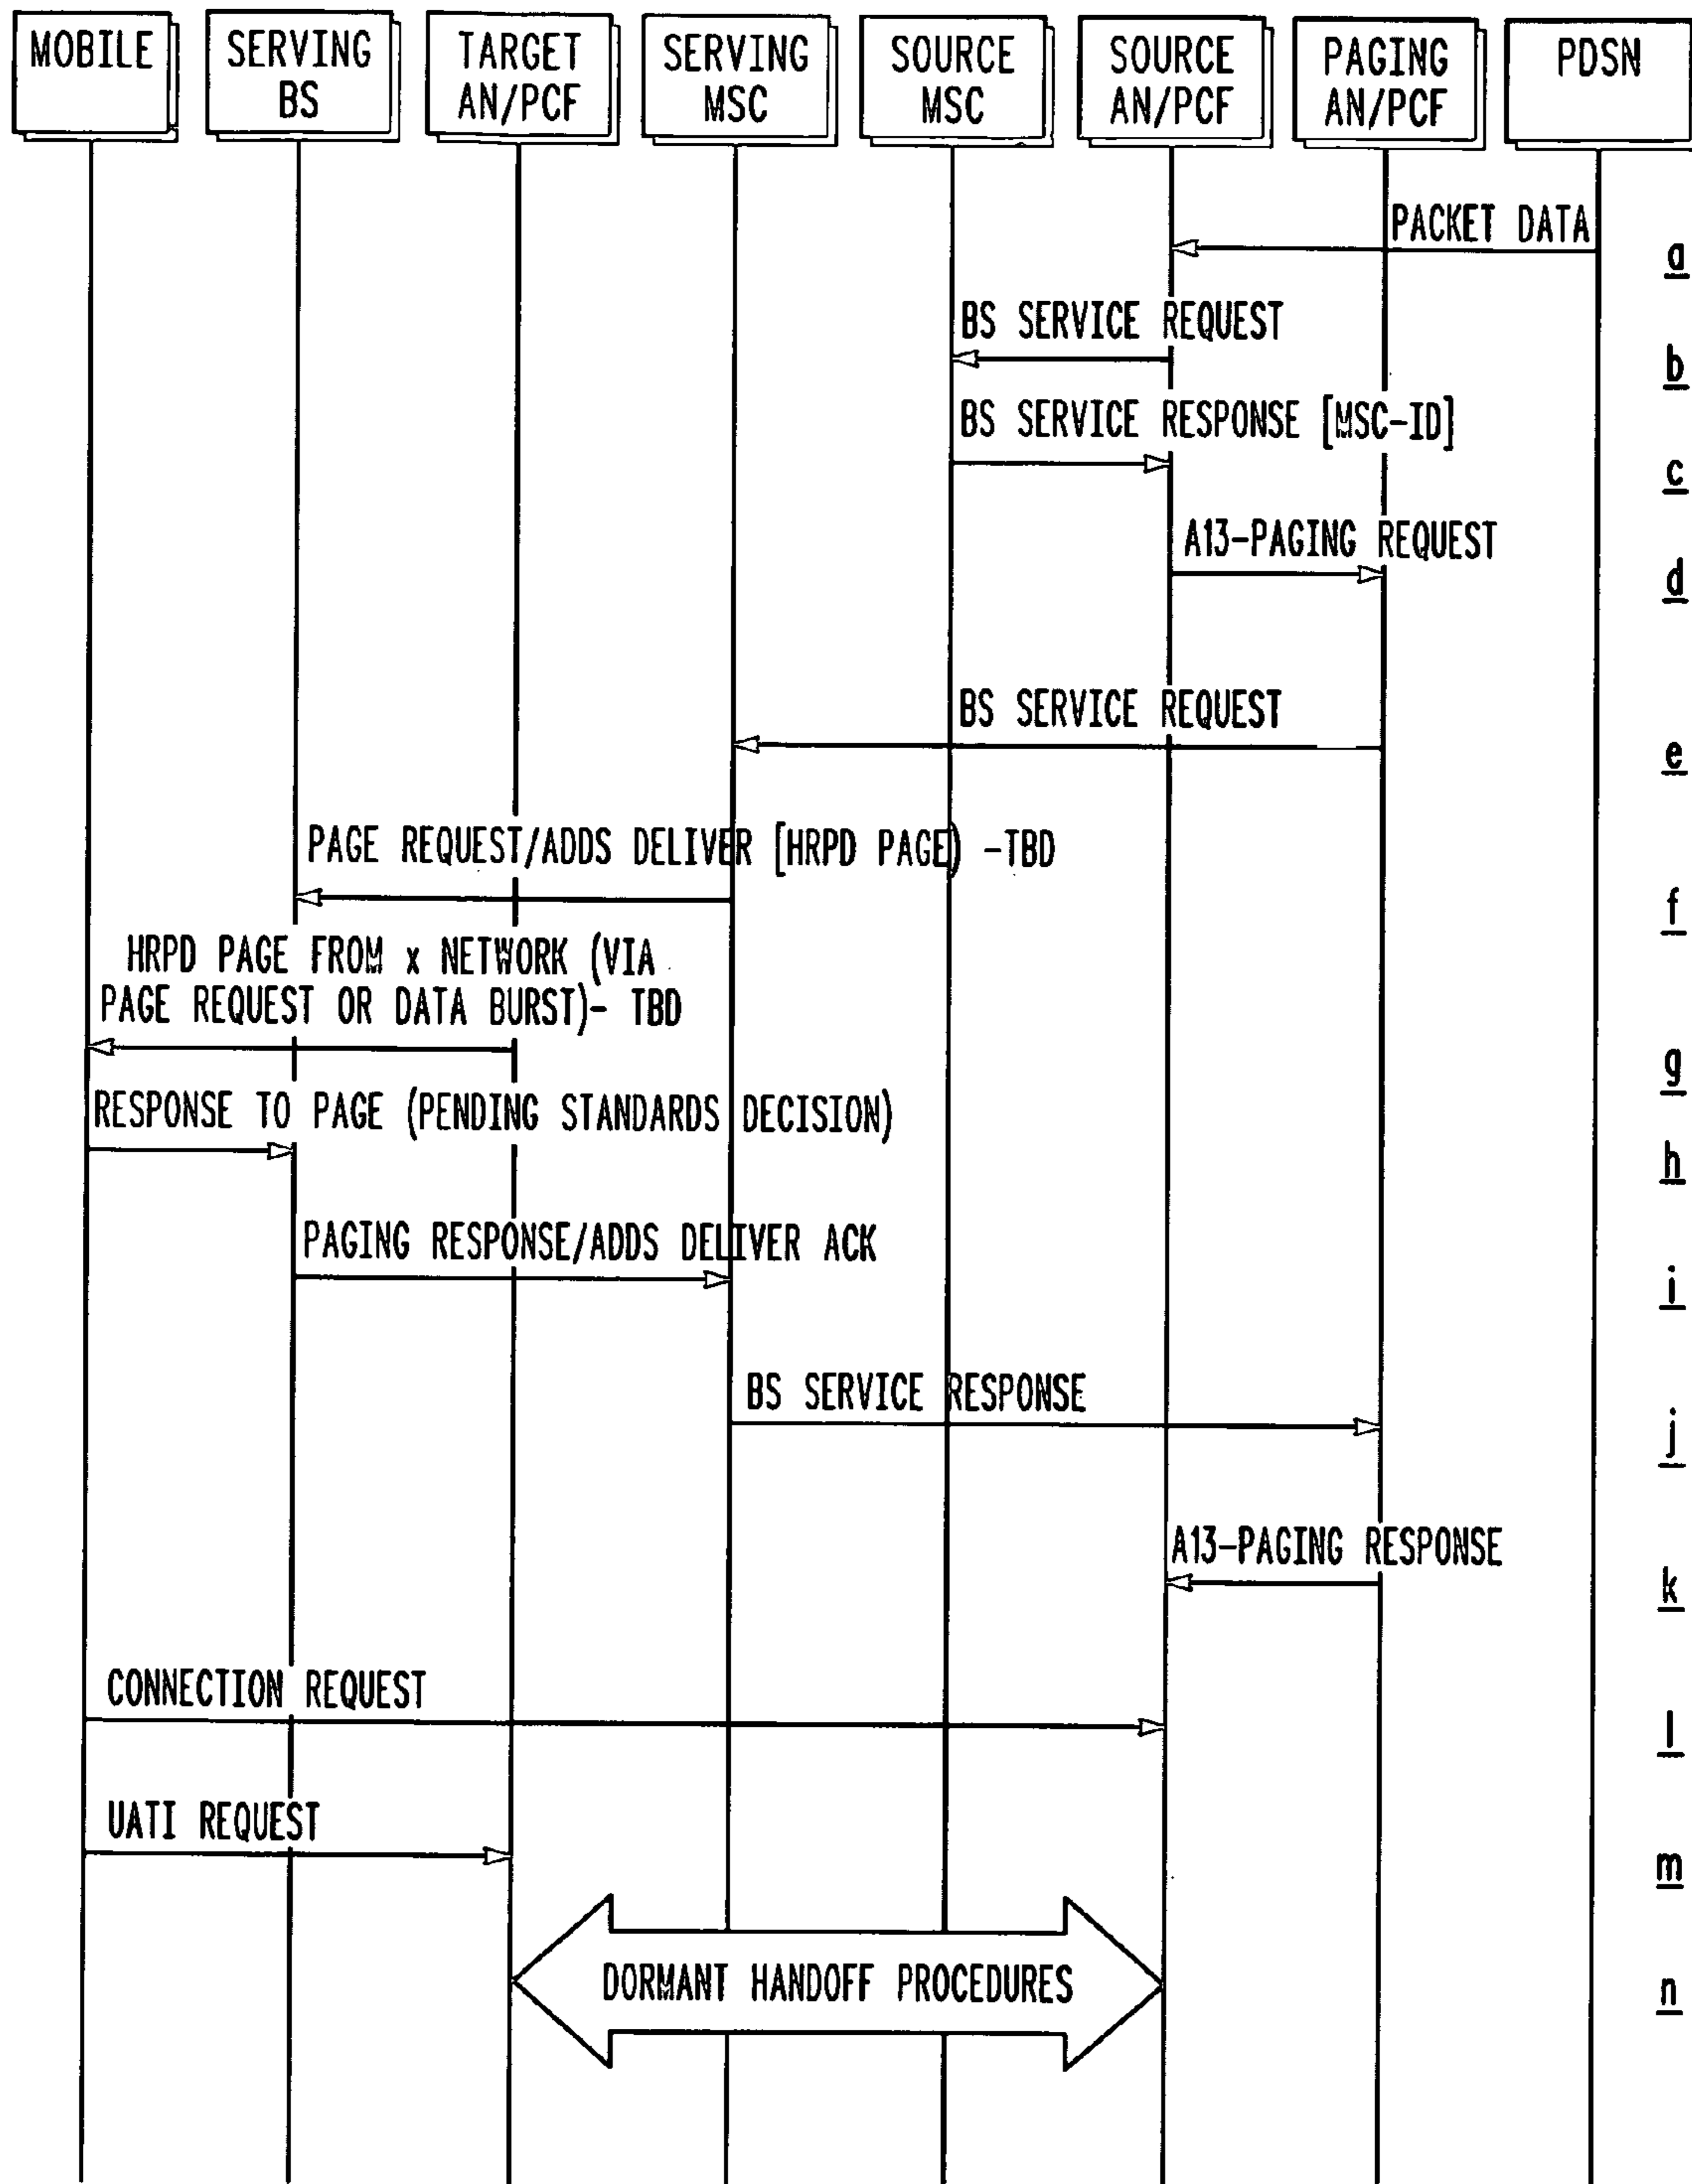 MOBILE
SERVING
BS
TARGET
AN/PCF
SERVING
MSC
SOURCE
MSC
SOURCE
AN/PCF
PAGING
AN/PCF
PDSN
PACKET DATA
a
BS SERVICE REQUEST
b
BS SERVICE RESPONSE [MSC-ID]
c
A13-PAGING REQUEST
d
BS SERVICE REQUEST
e
PAGE REQUEST/ADDS DELIVER [HRPD PAGE) -TBD
f
HRPD PAGE FROM x NETWORK (VIA
PAGE REQUEST OR DATA BURST)- TBD
g
RESPONSE TO PAGE (PENDING STANDARDS DECISION)
h
PAGING RESPONSE/ADDS DELIVER ACK
i
BS SERVICE RESPONSE
j
A13-PAGING RESPONSE
k
CONNECTION REQUEST
l
UATI REQUEST
m
DORMANT HANDOFF PROCEDURES
n